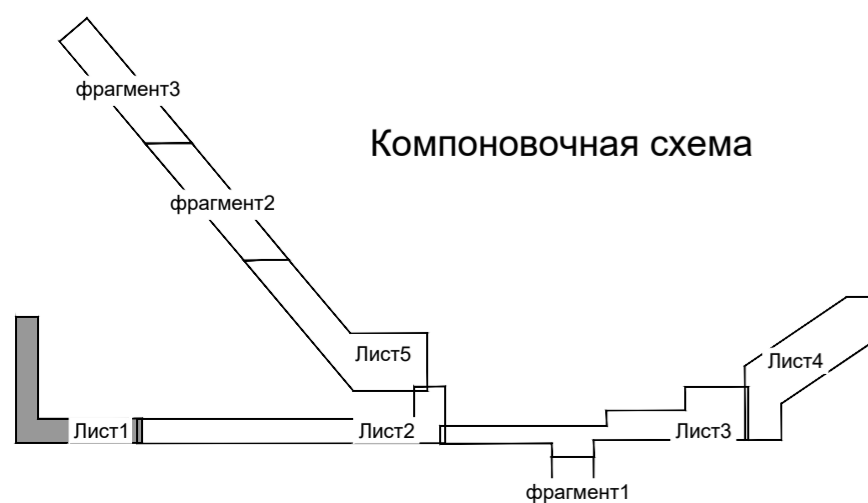 фрагмент3
Компоновочная схема
фрагмент2
Лист5
Лист4
Лист1
Лист2
Лист3
фрагмент1